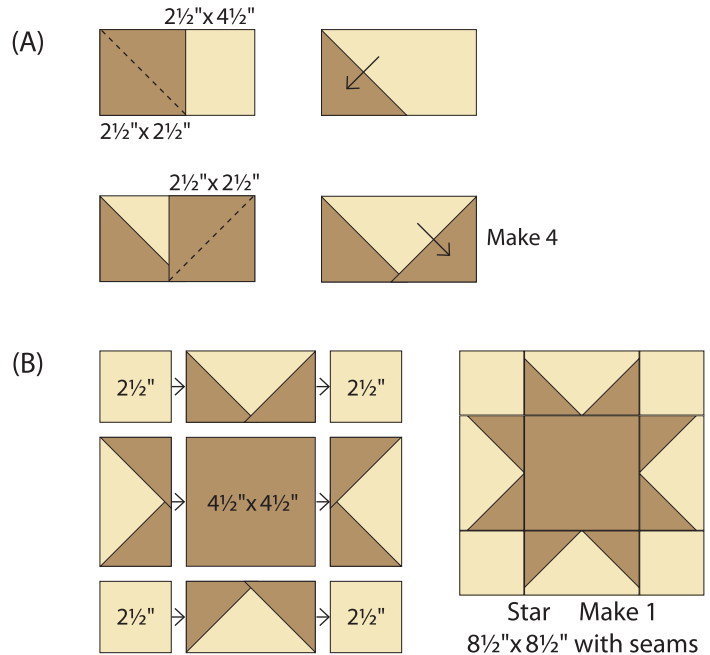 (A)
2½"x 4½"
2½"x 2½"
2½"x 2½"
Make 4
(B)
2½"
2½"
4½"x 4½"
2½"
2½"
Star Make 1
8½"x 8½" with seams